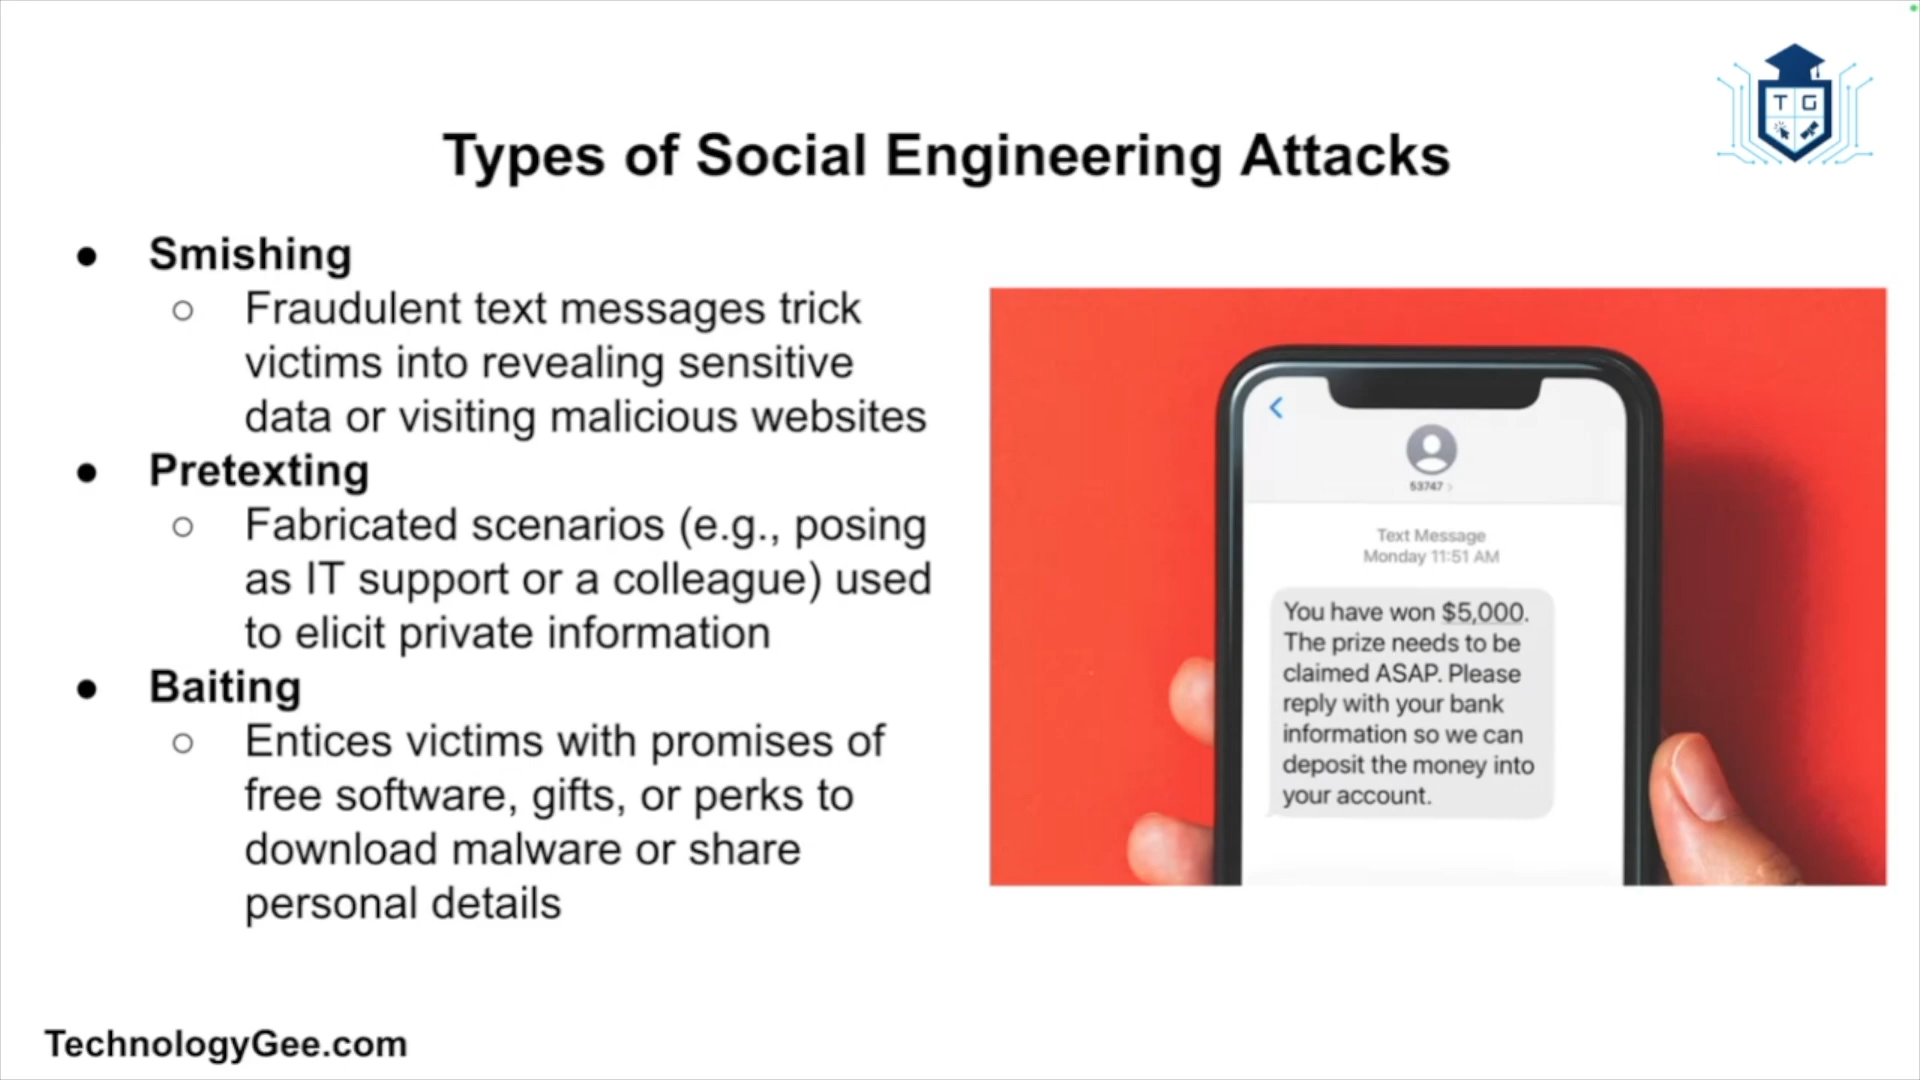 T G
Types of Social Engineering Attacks
● Smishing
○ Fraudulent text messages trick
victims into revealing sensitive
data or visiting malicious websites
● Pretexting
○ Fabricated scenarios (e.g., posing
as IT support or a colleague) used
to elicit private information
● Baiting
○ Entices victims with promises of
free software, gifts, or perks to
download malware or share
personal details
53747 >
Text Message
Monday 11:51 AM
You have won $5,000.
The prize needs to be
claimed ASAP. Please
reply with your bank
information so we can
deposit the money into
your account.
TechnologyGee.com